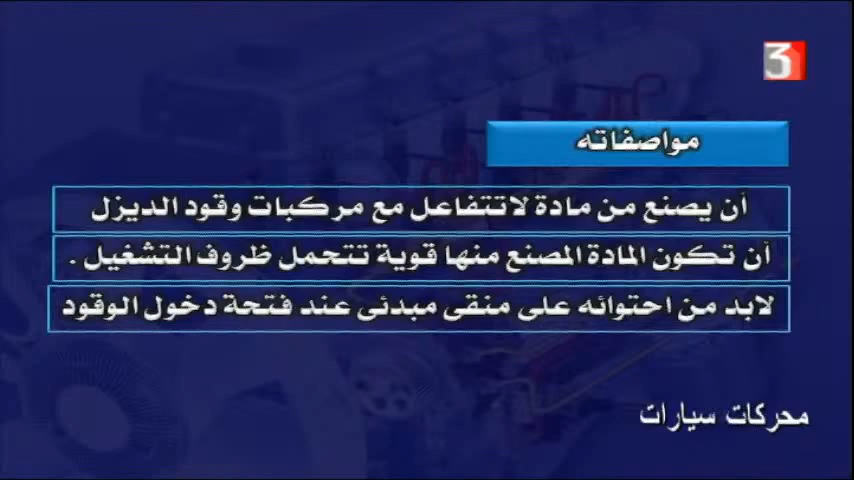 3
مواصفاته
أن يصنع من مادة لاتتفاعل مع مركبات وقود الديزل
أن تكون المادة المصنع منها قوية تتحمل ظروف التشغيل .
لابد من احتوائه على منقى مبدئى عند فتحة دخول الوقود
محركات سيارات